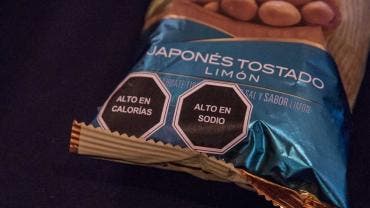 JAPONÉS TOSTADO
LIMÓN
SAL Y SABOR LIMÓN
ALTO EN
CALORÍAS
ALTO EN
SODIO